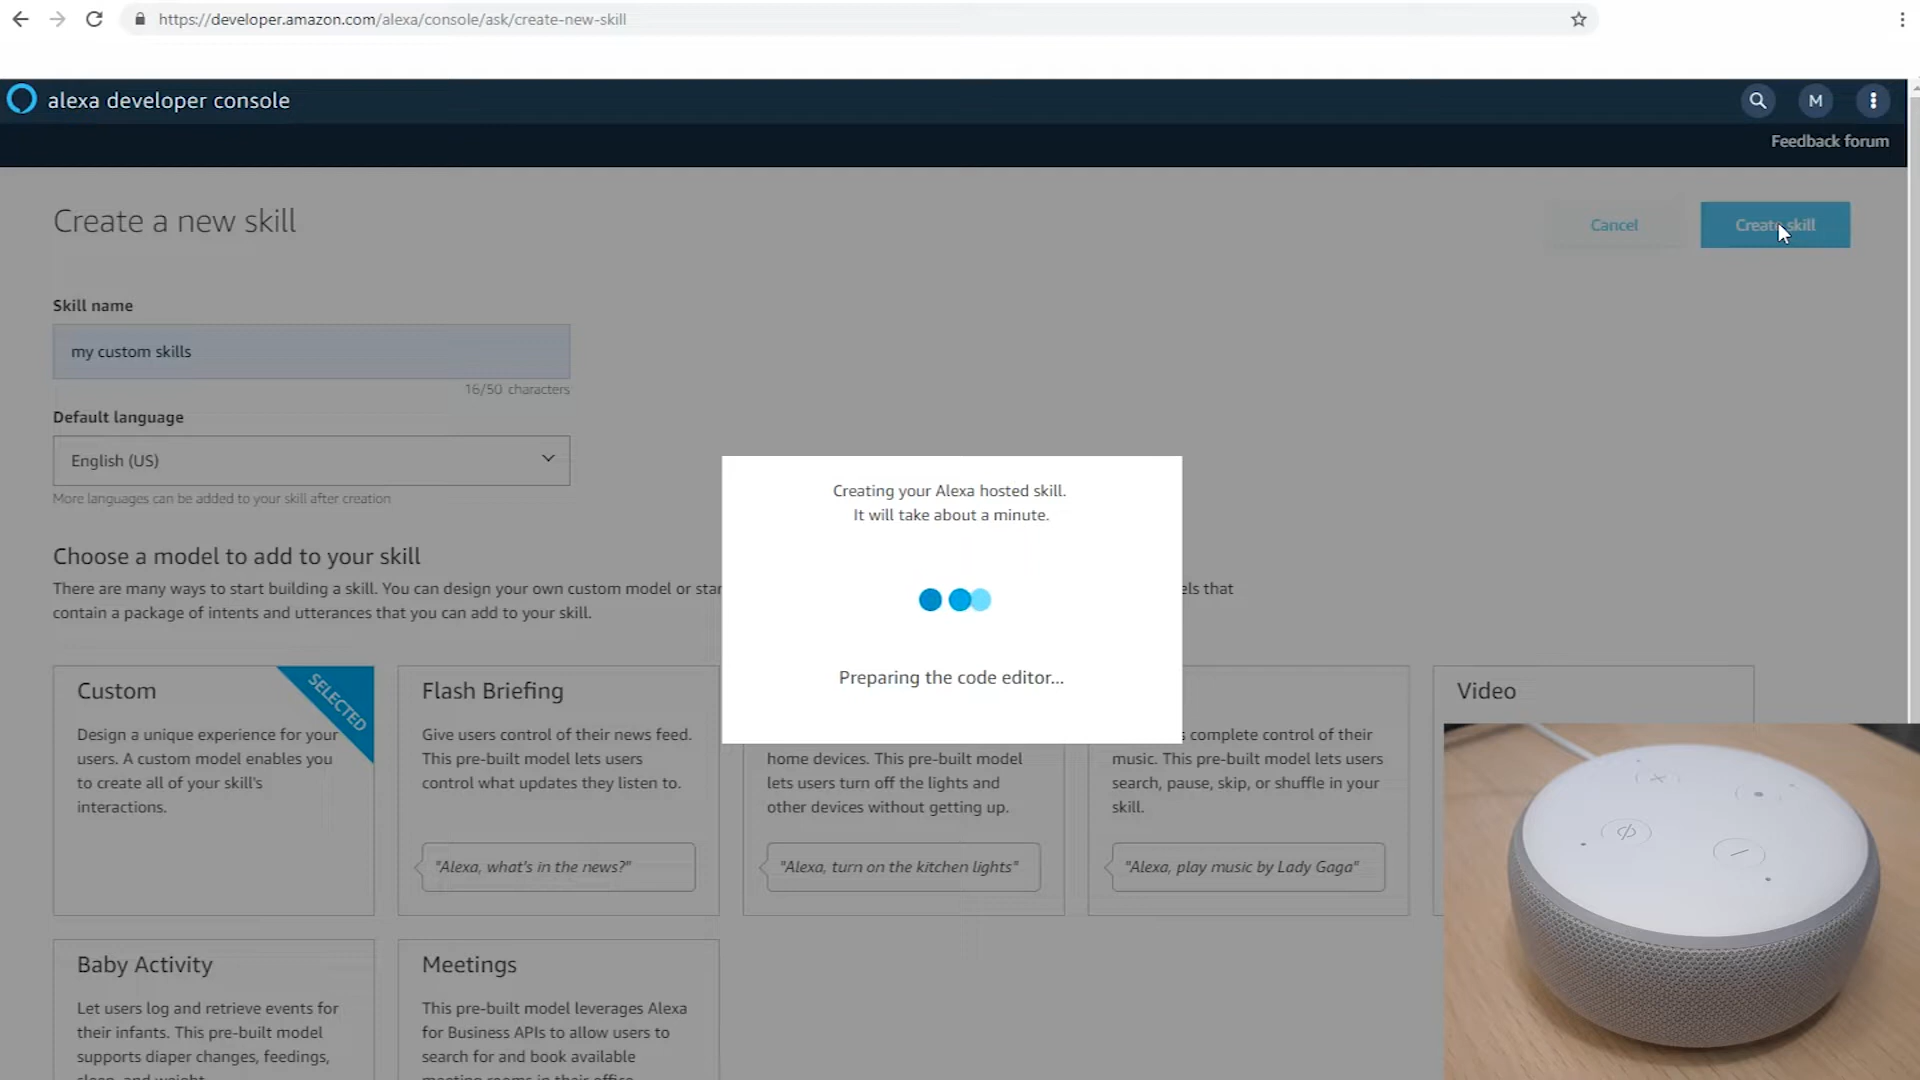 https://developer.amazon.com/alexa/console/ask/create-new-skill
alexa developer console
M
Feedback forum
Create a new skill
Cancel
Create skill
Skill name
my custom skills
16/50 characters
Default language
English (US)
More languages can be added to your skill after creation
Choose a model to add to your skill
There are many ways to start building a skill. You can design your own custom model or
contain a package of intents and utterances that you can add to your skill.
Creating your Alexa hosted skill.
It will take about a minute.
Preparing the code editor...
Custom
SELECTED
Design a unique experience for your
users. A custom model enables you
to create all of your skill's
interactions.
Flash Briefing
Give users control of their news feed.
This pre-built model lets users
control what updates they listen to.
"Alexa, what's in the news?"
home devices. This pre-built model
lets users turn off the lights and
other devices without getting up.
"Alexa, turn on the kitchen lights"
complete control of their
music. This pre-built model lets users
search, pause, skip, or shuffle in your
skill.
"Alexa, play music by Lady Gaga"
Video
Baby Activity
Let users log and retrieve events for
their infants. This pre-built model
supports diaper changes, feedings,
Meetings
This pre-built model leverages Alexa
for Business APIs to allow users to
search for and book available